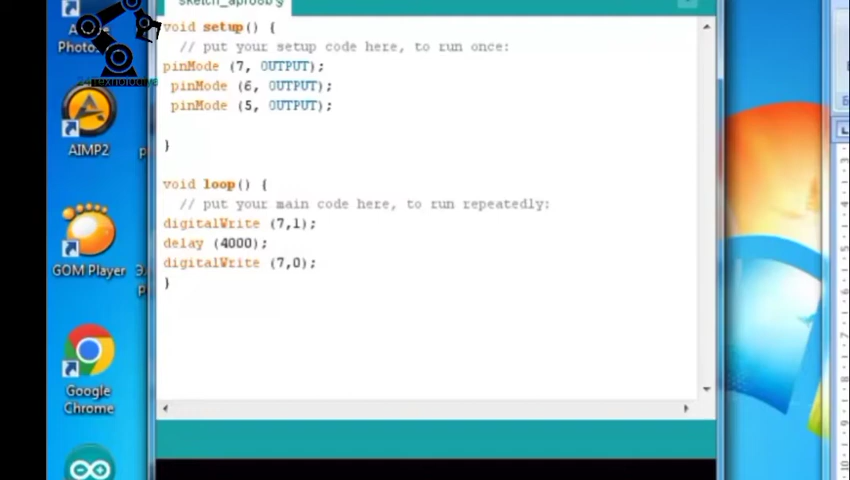 sketch_apr08b §
void setup() {
// put your setup code here, to run once:
pinMode (7, OUTPUT);
pinMode (6, OUTPUT);
pinMode (5, OUTPUT);
}
void loop() {
// put your main code here, to run repeatedly:
digitalWrite (7,1);
delay (4000);
digitalWrite (7,0);
}
AIMP2
GOM Player
Google
Chrome